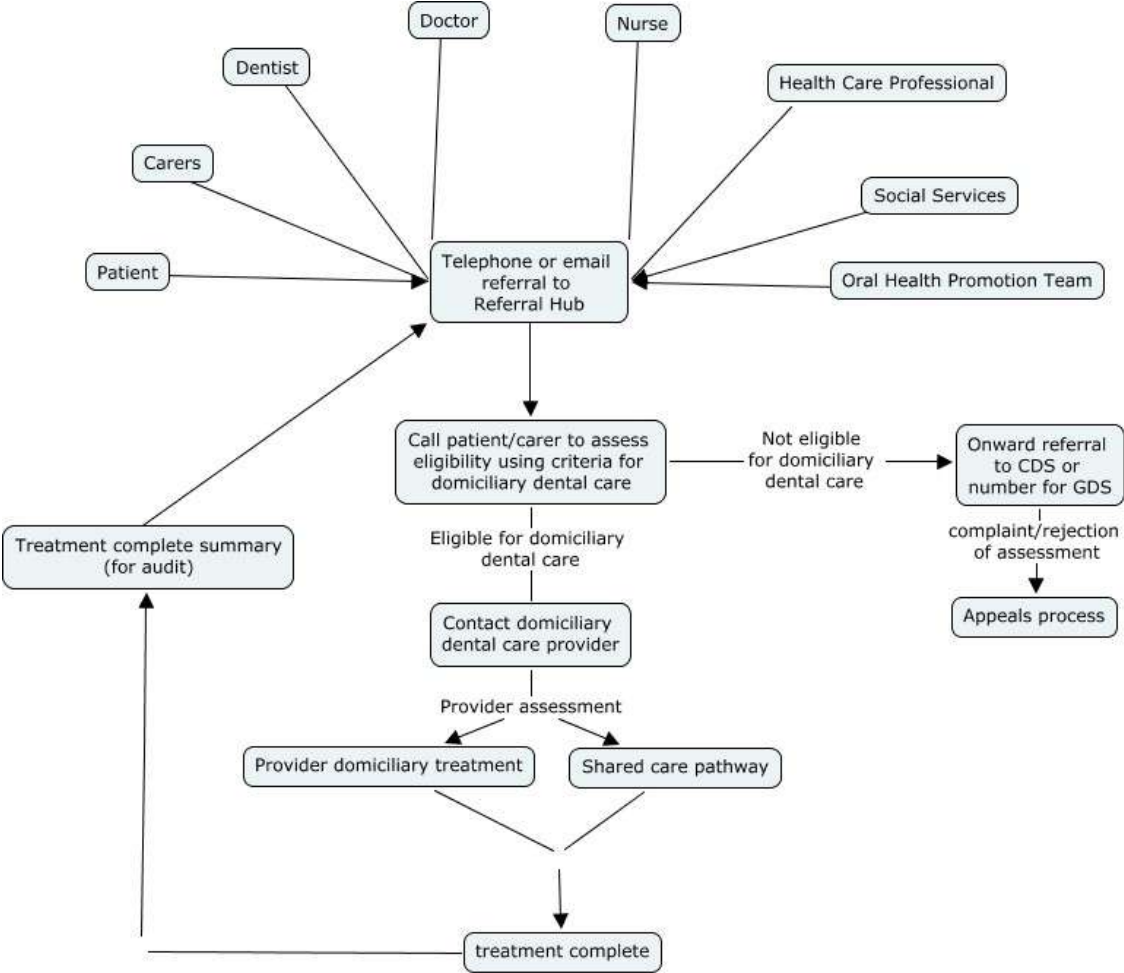 Doctor
Nurse
Dentist
Health Care Professional
Carers
Social Services
Patient
Telephone or email
referral to
Referral Hub
Oral Health Promotion Team
Call patient/carer to assess
eligibility using criteria for
domiciliary dental care
Not eligible
for domiciliary
dental care
Onward referral
to CDS or
number for GDS
complaint/rejection
of assessment
Appeals process
Eligible for domiciliary
dental care
Treatment complete summary
(for audit)
Contact domiciliary
dental care provider
Provider assessment
Provider domiciliary treatment
Shared care pathway
treatment complete